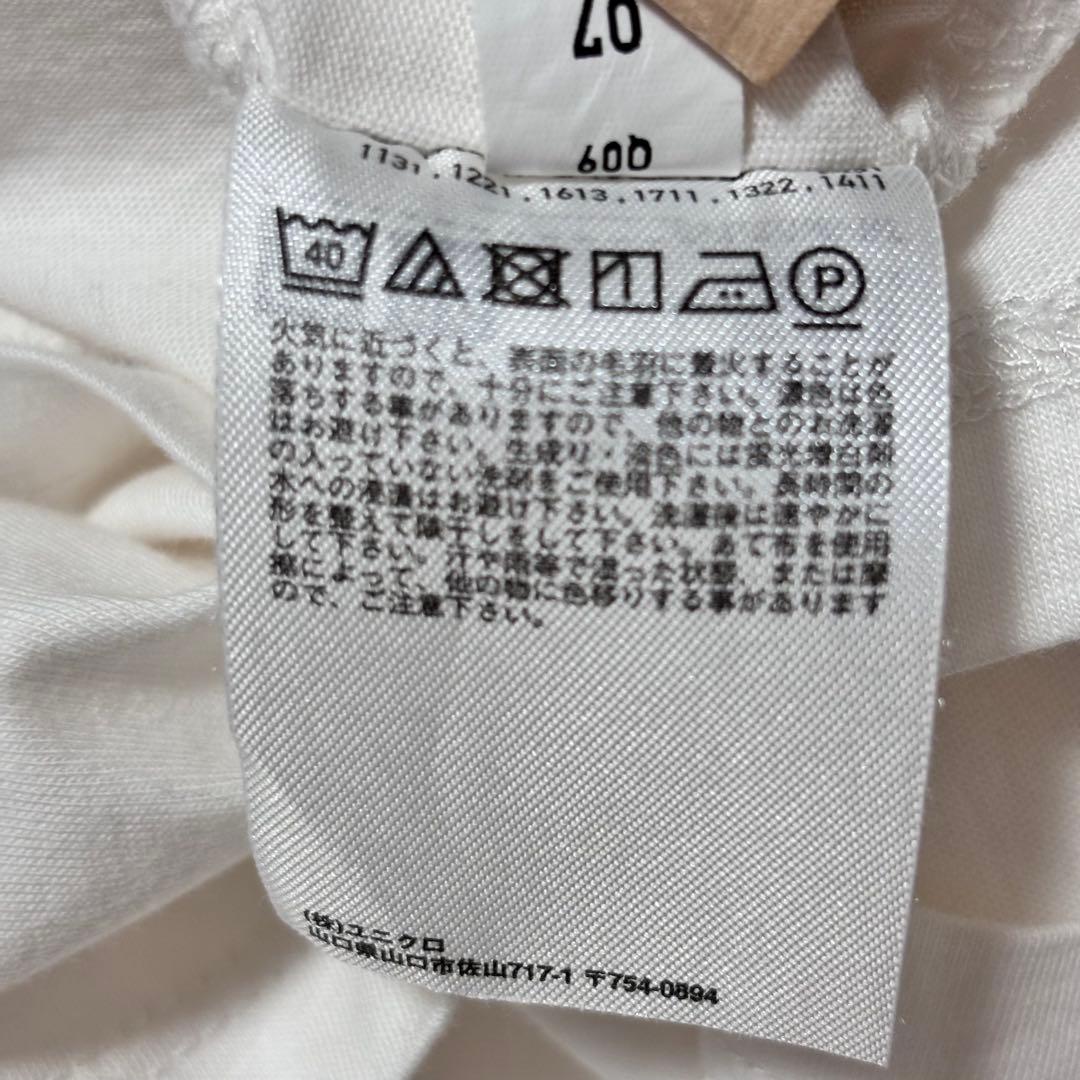 07
600
1131,1221,1613,1711,1322,1411
40
P
火気に近づくと、表面の毛羽に着火することが
ありますので、十分にご注意下さい。濃色は色
落ちする事がありますので、他の物とのお洗濯
はお避け下さい。生成り・淡色には蛍光増白剤
の入っていない洗剤をご使用下さい。長時間の
水への浸漬はお避け下さい。洗濯後は速やかに
形を整えて陰干しをして下さい。あて布を使用
して下さい。汗や雨等で湿った状態、または摩
擦によって、他の物に色移りする事があります
ので、ご注意下さい。
(株)ユニクロ
山口県山口市佐山717-1 〒754-0894